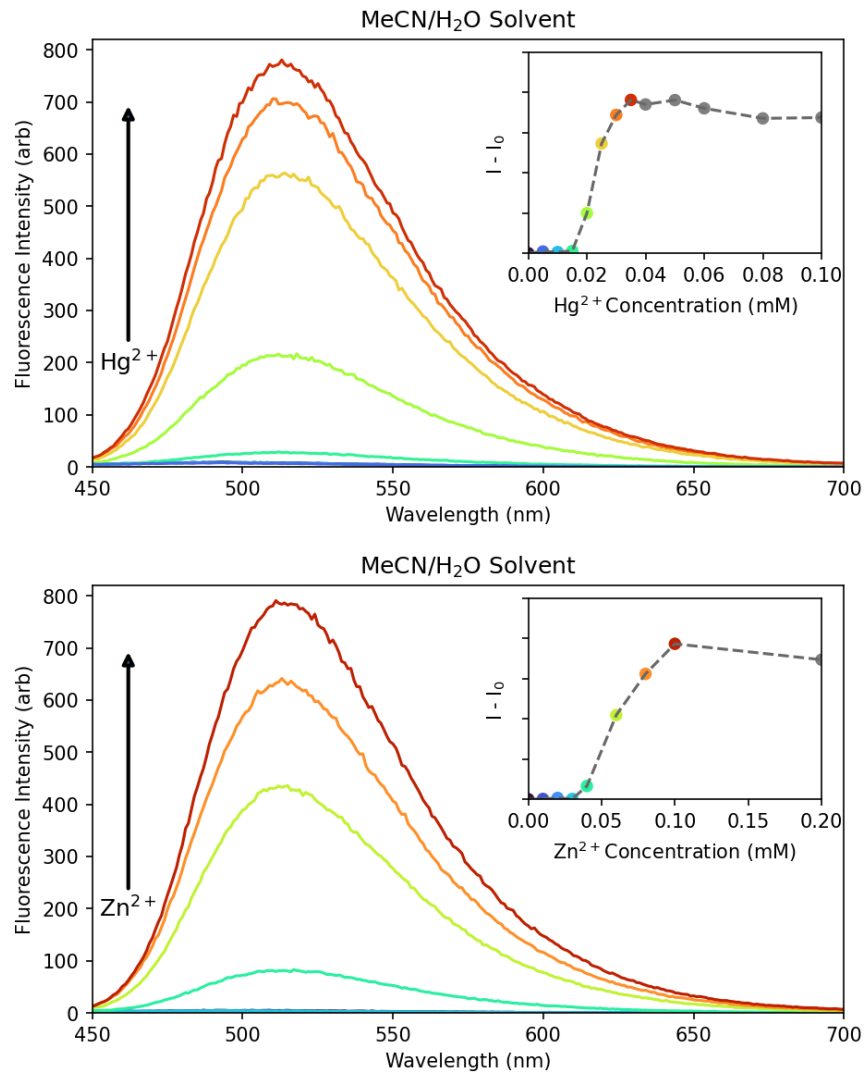 MeCN/H₂O Solvent
800
700
600
500
400
300
200
100
0
Fluorescence Intensity (arb)
Hg²⁺
450 500 550 600 650 700
Wavelength (nm)
I - I₀
0.00 0.02 0.04 0.06 0.08 0.10
Hg²⁺ Concentration (mM)
MeCN/H₂O Solvent
800
700
600
500
400
300
200
100
0
Fluorescence Intensity (arb)
Zn²⁺
450 500 550 600 650 700
Wavelength (nm)
I - I₀
0.00 0.05 0.10 0.15 0.20
Zn²⁺ Concentration (mM)